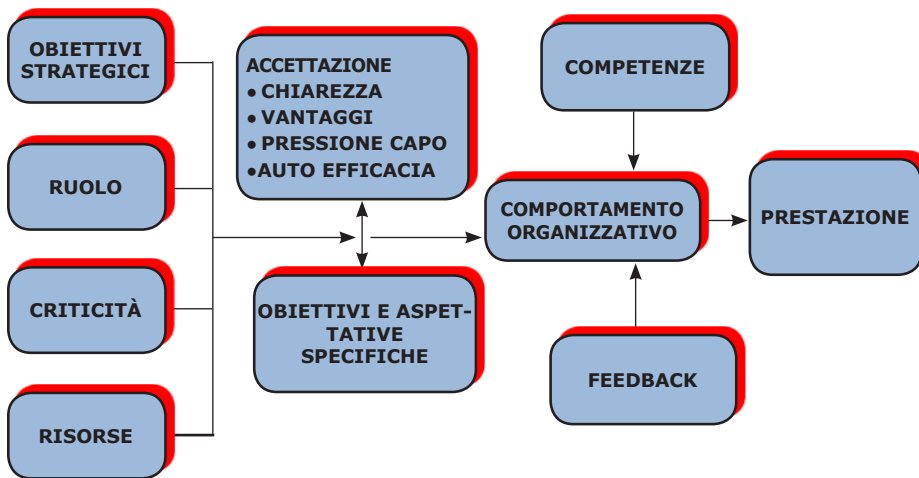 OBIETTIVI
STRATEGICI
RUOLO
CRITICITÀ
RISORSE
ACCETTAZIONE
• CHIAREZZA
• VANTAGGI
• PRESSIONE CAPO
•AUTO EFFICACIA
OBIETTIVI E ASPET-
TATIVE
SPECIFICHE
COMPETENZE
COMPORTAMENTO
ORGANIZZATIVO
FEEDBACK
PRESTAZIONE